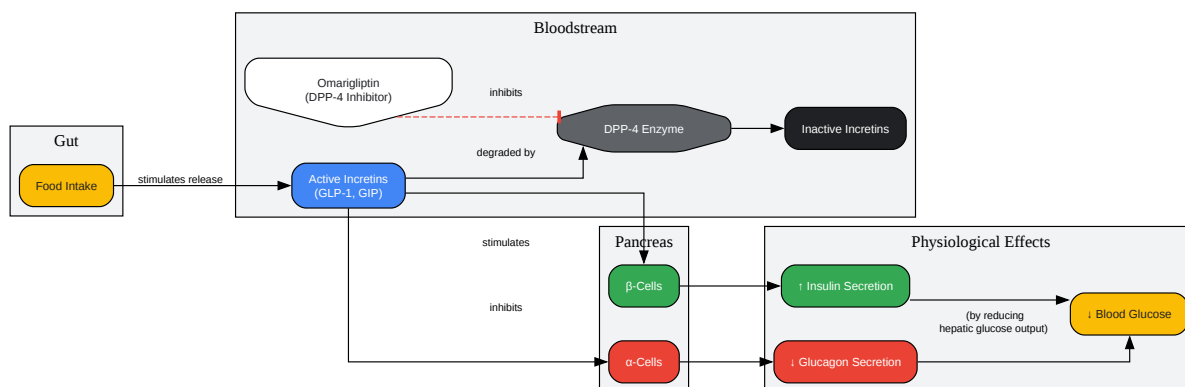 Bloodstream
Omarigliptin
(DPP-4 Inhibitor)
inhibits
DPP-4 Enzyme
Inactive Incretins
Gut
Food Intake
stimulates release
degraded by
Active Incretins
(GLP-1, GIP)
stimulates
inhibits
Pancreas
β-Cells
α-Cells
Physiological Effects
↑ Insulin Secretion
(by reducing
hepatic glucose output)
↓ Blood Glucose
↓ Glucagon Secretion